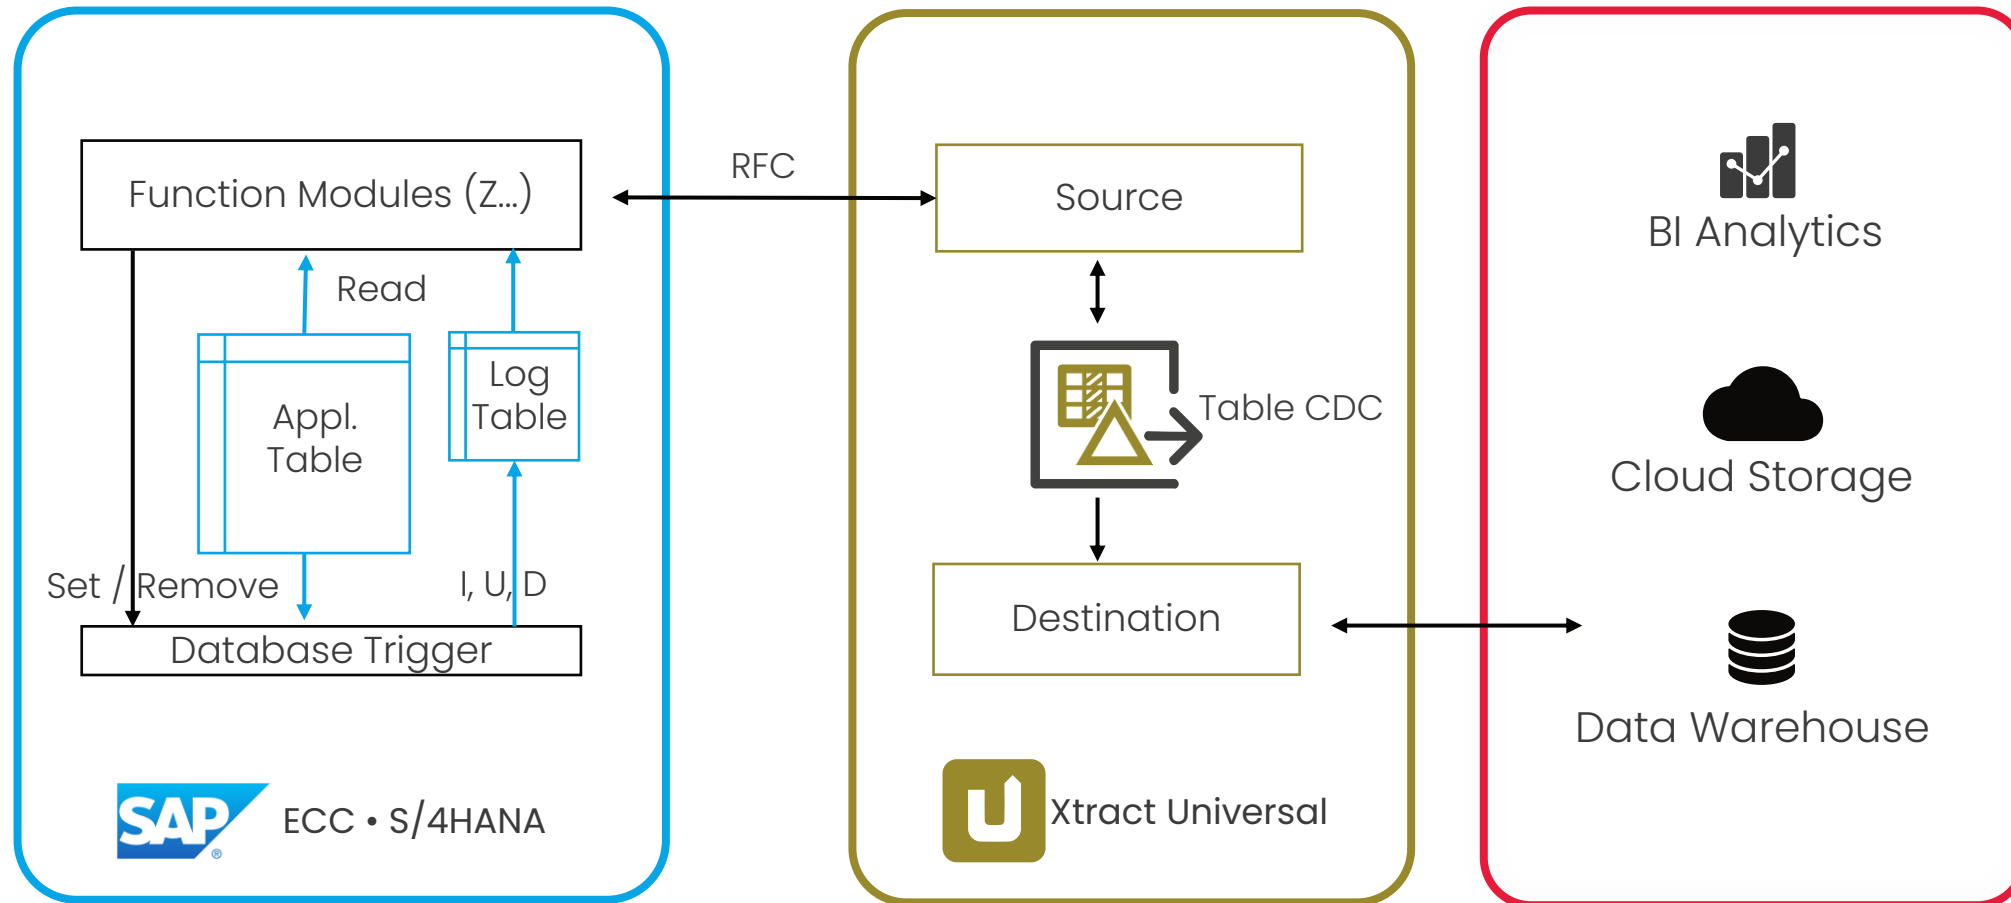 Function Modules (Z...)
Read
Appl.
Table
Log
Table
Set / Remove
I, U, D
Database Trigger
SAP
®
ECC • S/4HANA
RFC
Source
Table CDC
Destination
U
Xtract Universal
BI Analytics
Cloud Storage
Data Warehouse